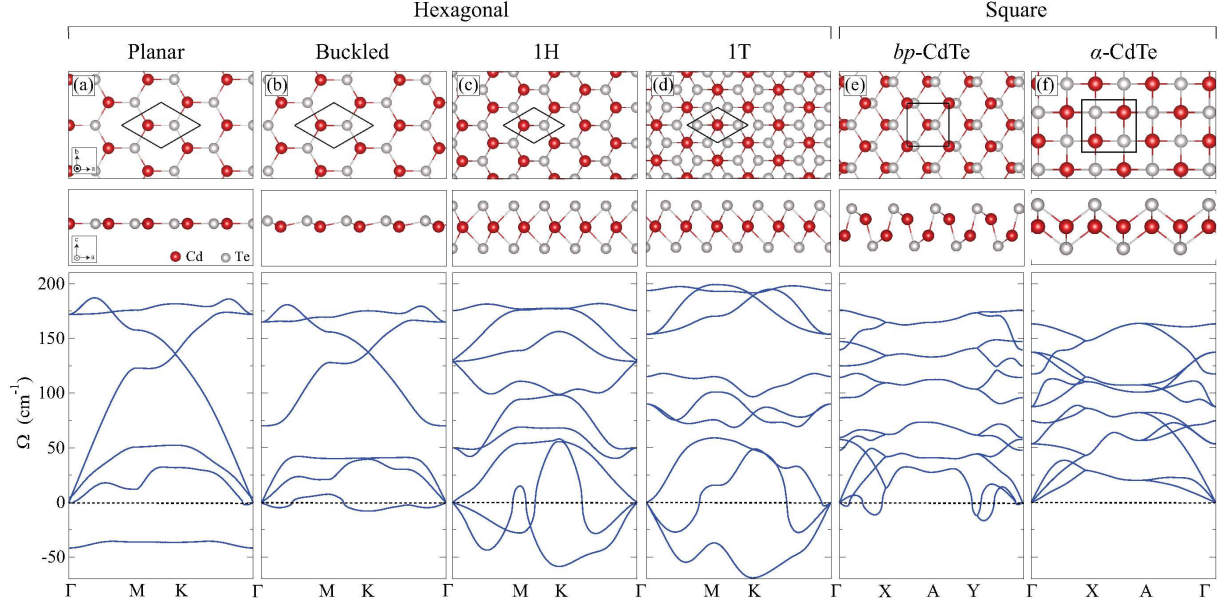 Hexagonal Square
Planar Buckled 1H 1T bp-CdTe α-CdTe
(a) (b) (c) (d) (e) (f)
b
a
c
a
Cd Te
200
150
100
50
0
-50
Ω (cm⁻¹)
Γ M K Γ M K Γ M K Γ M K Γ X A Y Γ X A Γ